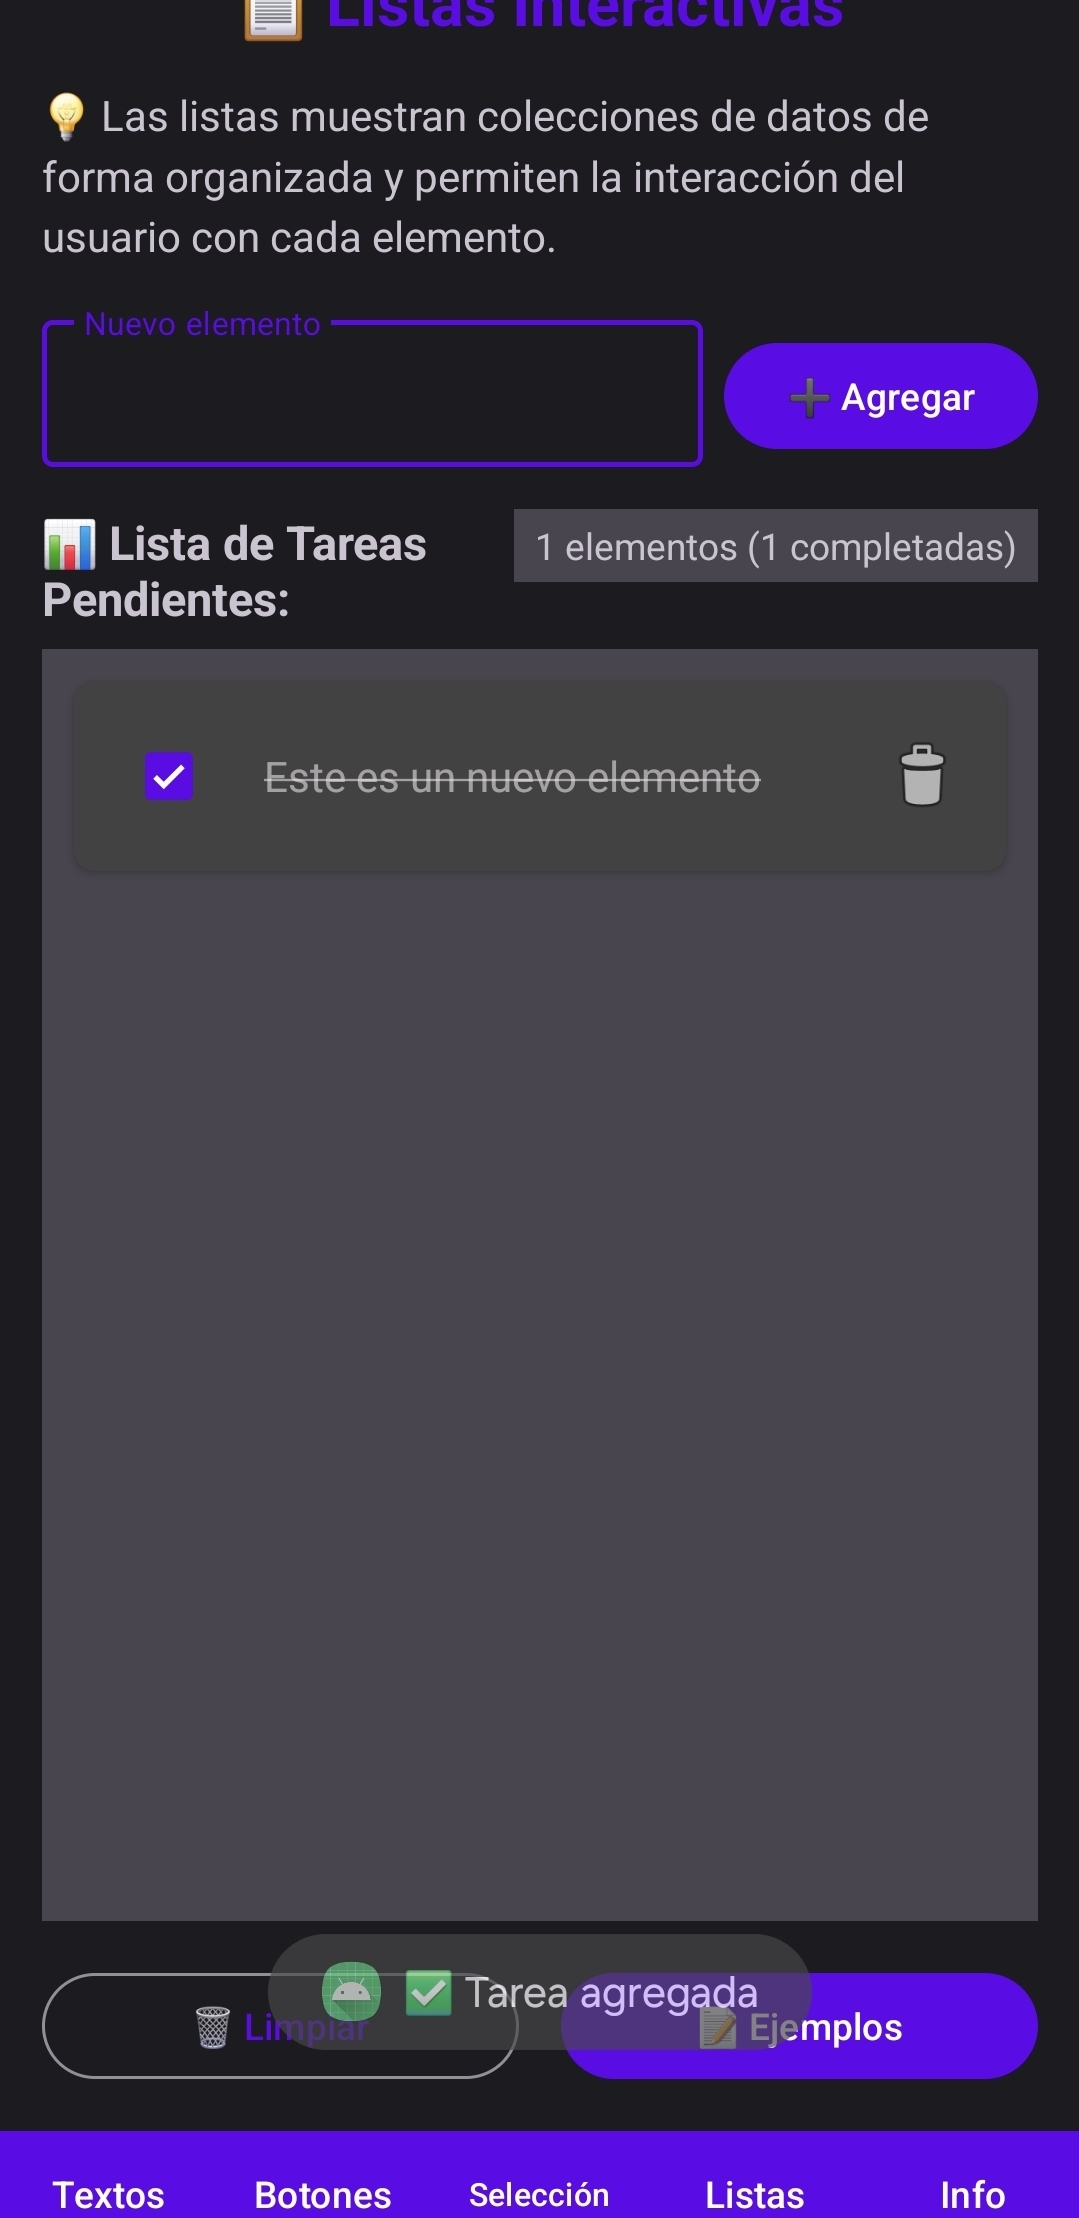 Listas Interactivas
💡 Las listas muestran colecciones de datos de
forma organizada y permiten la interacción del
usuario con cada elemento.
Nuevo elemento
➕ Agregar
📊 Lista de Tareas
Pendientes:
1 elementos (1 completadas)
Este es un nuevo elemento
✅ Tarea agregada
🗑️ Limpiar
📝 Ejemplos
Textos
Botones
Selección
Listas
Info